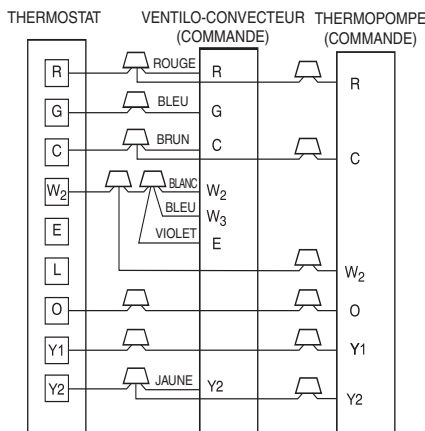 THERMOSTAT VENTILO-CONVECTEUR THERMOPOMPE
(COMMANDE) (COMMANDE)
R ROUGE R R
G BLEU G
C BRUN C C
W2 BLANC W2
BLEU W3
E VIOLET E
L W2
O O
Y1 Y1
Y2 JAUNE Y2 Y2